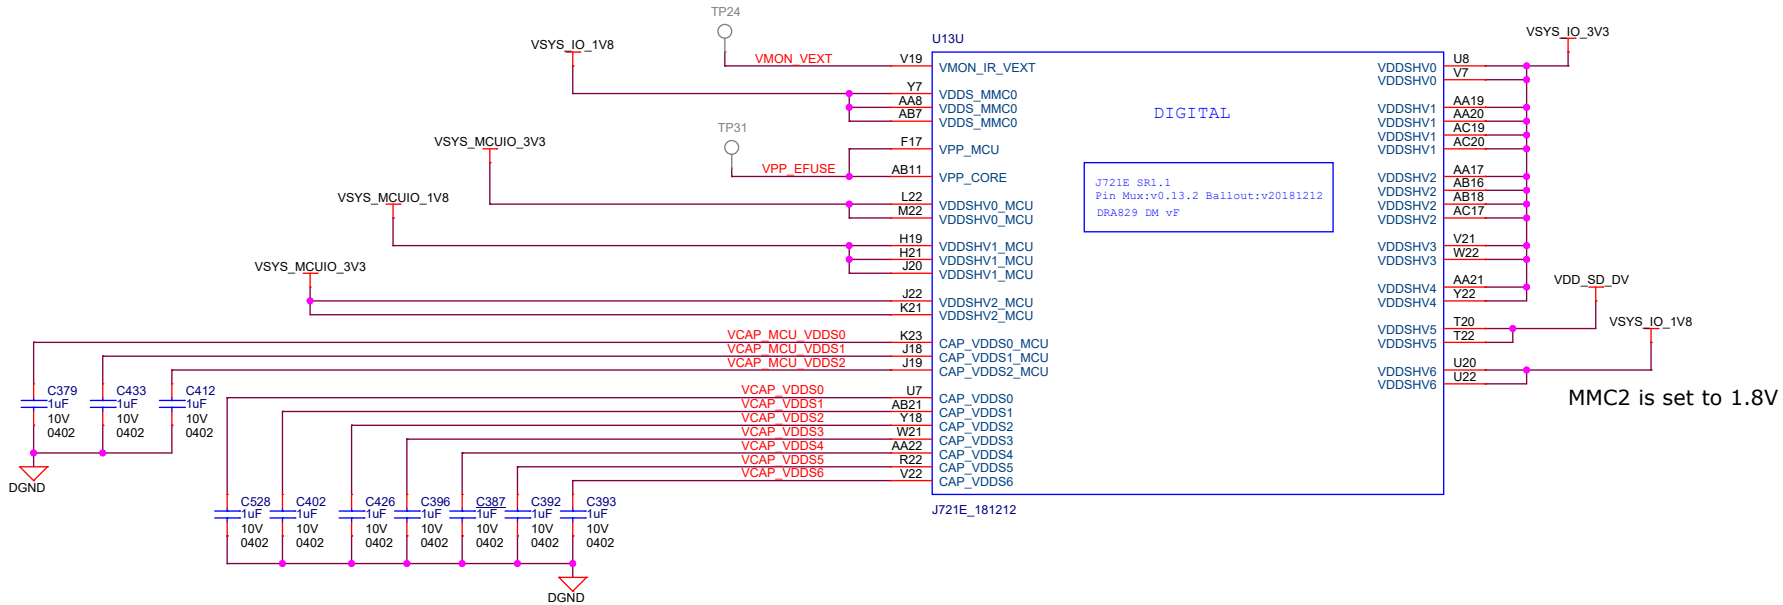 TP24
VSYS_IO_1V8
VMON_VEXT
V19
VMON_IR_VEXT
Y7
VDDS_MMC0
AA8
VDDS_MMC0
AB7
VDDS_MMC0
TP31
VSYS_MCUIO_3V3
F17
VPP_MCU
VPP_EFUSE
AB11
VPP_CORE
VSYS_MCUIO_1V8
L22
VDDSHV0_MCU
M22
VDDSHV0_MCU
H19
VDDSHV1_MCU
H21
VDDSHV1_MCU
J20
VDDSHV1_MCU
VSYS_MCUIO_3V3
J22
VDDSHV2_MCU
K21
VDDSHV2_MCU
VCAP_MCU_VDDS0
K23
CAP_VDDS0_MCU
VCAP_MCU_VDDS1
J18
CAP_VDDS1_MCU
VCAP_MCU_VDDS2
J19
CAP_VDDS2_MCU
VCAP_VDDS0
U7
CAP_VDDS0
VCAP_VDDS1
AB21
CAP_VDDS1
VCAP_VDDS2
Y18
CAP_VDDS2
VCAP_VDDS3
W21
CAP_VDDS3
VCAP_VDDS4
AA22
CAP_VDDS4
VCAP_VDDS5
R22
CAP_VDDS5
VCAP_VDDS6
V22
CAP_VDDS6
C379
1uF
10V
0402
C433
1uF
10V
0402
C412
1uF
10V
0402
DGND
C528
1uF
10V
0402
C402
1uF
10V
0402
C426
1uF
10V
0402
C396
1uF
10V
0402
C387
1uF
10V
0402
C392
1uF
10V
0402
C393
1uF
10V
0402
DGND
U13U
DIGITAL
J721E SR1.1
Pin Mux:v0.13.2 Ballout:v20181212
DRA829 DM vF
J721E_181212
VSYS_IO_3V3
VDDSHV0
U8
VDDSHV0
V7
VDDSHV1
AA19
VDDSHV1
AA20
VDDSHV1
AC19
VDDSHV1
AC20
VDDSHV2
AA17
VDDSHV2
AB16
VDDSHV2
AB18
VDDSHV2
AC17
VDDSHV3
V21
VDDSHV3
W22
VDDSHV4
AA21
VDDSHV4
Y22
VDD_SD_DV
VDDSHV5
T20
VDDSHV5
T22
VSYS_IO_1V8
VDDSHV6
U20
VDDSHV6
U22
MMC2 is set to 1.8V